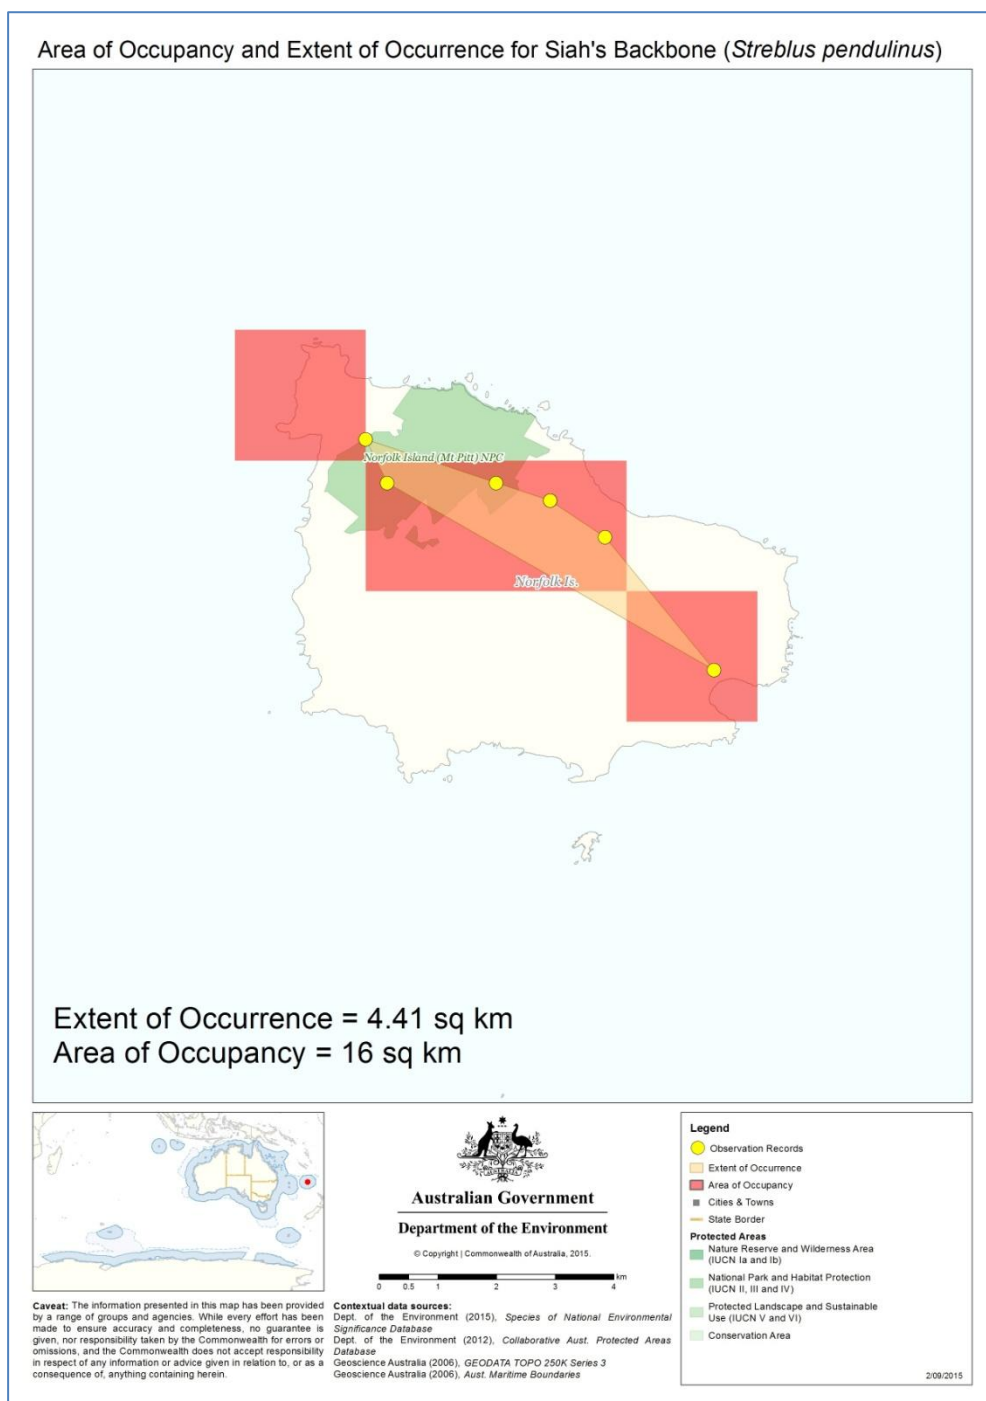 Area of Occupancy and Extent of Occurrence for Siah's Backbone (Streblus pendulinus)
Norfolk Island (Mt Pitt) NPC
Norfolk Is.
Extent of Occurrence = 4.41 sq km
Area of Occupancy = 16 sq km
Australian Government
Department of the Environment
© Copyright | Commonwealth of Australia, 2015.
km
0 0.5 1 2 3 4
Caveat: The information presented in this map has been provided
by a range of groups and agencies. While every effort has been
made to ensure accuracy and completeness, no guarantee is
given, nor responsibility taken by the Commonwealth for errors or
omissions, and the Commonwealth does not accept responsibility
in respect of any information or advice given in relation to, or as a
consequence of, anything containing herein.
Contextual data sources:
Dept. of the Environment (2015), Species of National Environmental
Significance Database
Dept. of the Environment (2012), Collaborative Aust. Protected Areas
Database
Geoscience Australia (2006), GEODATA TOPO 250K Series 3
Geoscience Australia (2006), Aust. Maritime Boundaries
Legend
Observation Records
Extent of Occurrence
Area of Occupancy
Cities & Towns
State Border
Protected Areas
Nature Reserve and Wilderness Area
(IUCN Ia and Ib)
National Park and Habitat Protection
(IUCN II, III and IV)
Protected Landscape and Sustainable
Use (IUCN V and VI)
Conservation Area
2/09/2015